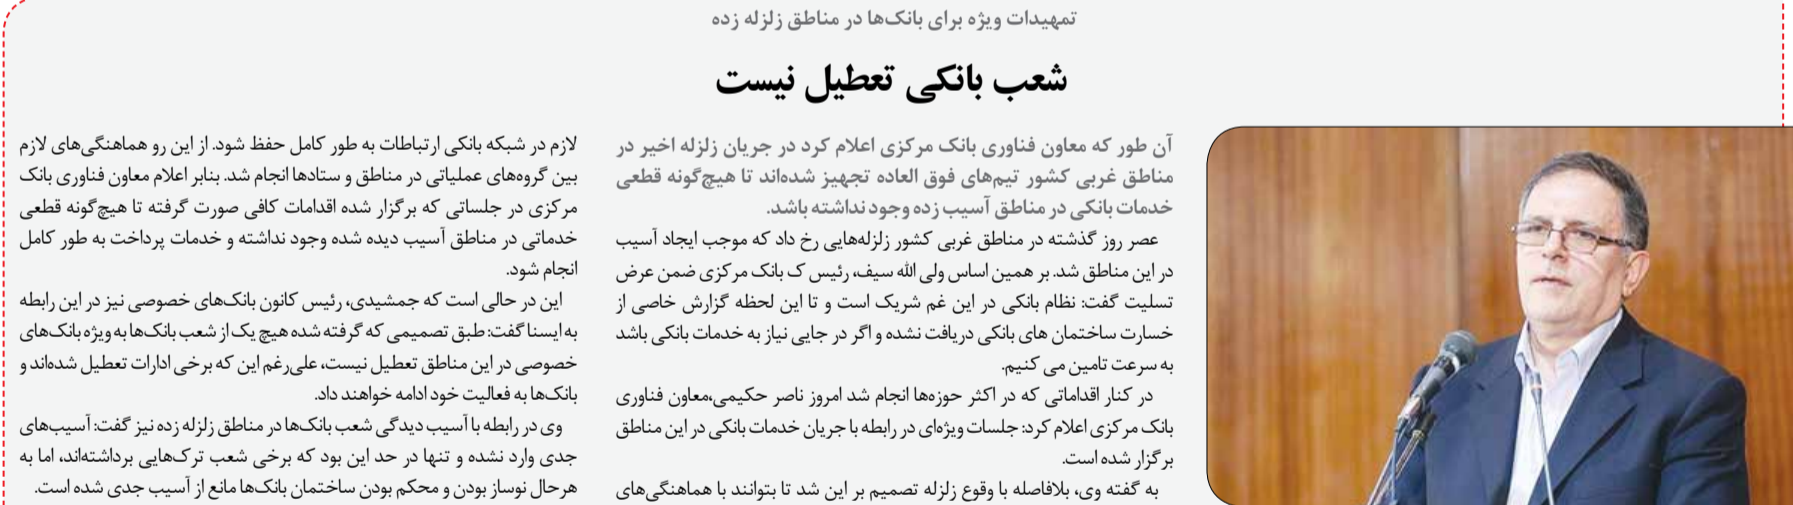 تمهیدات ویژه برای بانک‌ها در مناطق زلزله زده
شعب بانکی تعطیل نیست
آن طور که معاون فناوری بانک مرکزی اعلام کرد در جریان زلزله اخیر در
مناطق غربی کشور تیم‌های فوق العاده تجهیز شده‌اند تا هیچ‌گونه قطعی
خدمات بانکی در مناطق آسیب زده وجود نداشته باشد.
عصر روز گذشته در مناطق غربی کشور زلزله‌هایی رخ داد که موجب ایجاد آسیب
در این مناطق شد. بر همین اساس ولی الله سیف، رئیس ک بانک مرکزی ضمن عرض
تسلیت گفت: نظام بانکی در این غم شریک است و تا این لحظه گزارش خاصی از
خسارت ساختمان های بانکی دریافت نشده و اگر در جایی نیاز به خدمات بانکی باشد
به سرعت تامین می کنیم.
در کنار اقداماتی که در اکثر حوزه‌ها انجام شد امروز ناصر حکیمی،معاون فناوری
بانک مرکزی اعلام کرد: جلسات ویژه‌ای در رابطه با جریان خدمات بانکی در این مناطق
برگزار شده است.
به گفته وی، بلافاصله با وقوع زلزله تصمیم بر این شد تا بتوانند با هماهنگی‌های
لازم در شبکه بانکی ارتباطات به طور کامل حفظ شود. از این رو هماهنگی‌های لازم
بین گروه‌های عملیاتی در مناطق و ستادها انجام شد. بنابر اعلام معاون فناوری بانک
مرکزی در جلساتی که برگزار شده اقدامات کافی صورت گرفته تا هیچ‌گونه قطعی
خدماتی در مناطق آسیب دیده شده وجود نداشته و خدمات پرداخت به طور کامل
انجام شود.
این در حالی است که جمشیدی، رئیس کانون بانک‌های خصوصی نیز در این رابطه
به ایسنا گفت: طبق تصمیمی که گرفته شده هیچ یک از شعب بانک‌ها به ویژه بانک‌های
خصوصی در این مناطق تعطیل نیست، علی‌رغم این که برخی ادارات تعطیل شده‌اند و
بانک‌ها به فعالیت خود ادامه خواهند داد.
وی در رابطه با آسیب دیدگی شعب بانک‌ها در مناطق زلزله زده نیز گفت: آسیب‌های
جدی وارد نشده و تنها در حد این بود که برخی شعب ترک‌هایی برداشته‌اند، اما به
هرحال نوساز بودن و محکم بودن ساختمان بانک‌ها مانع از آسیب جدی شده است.